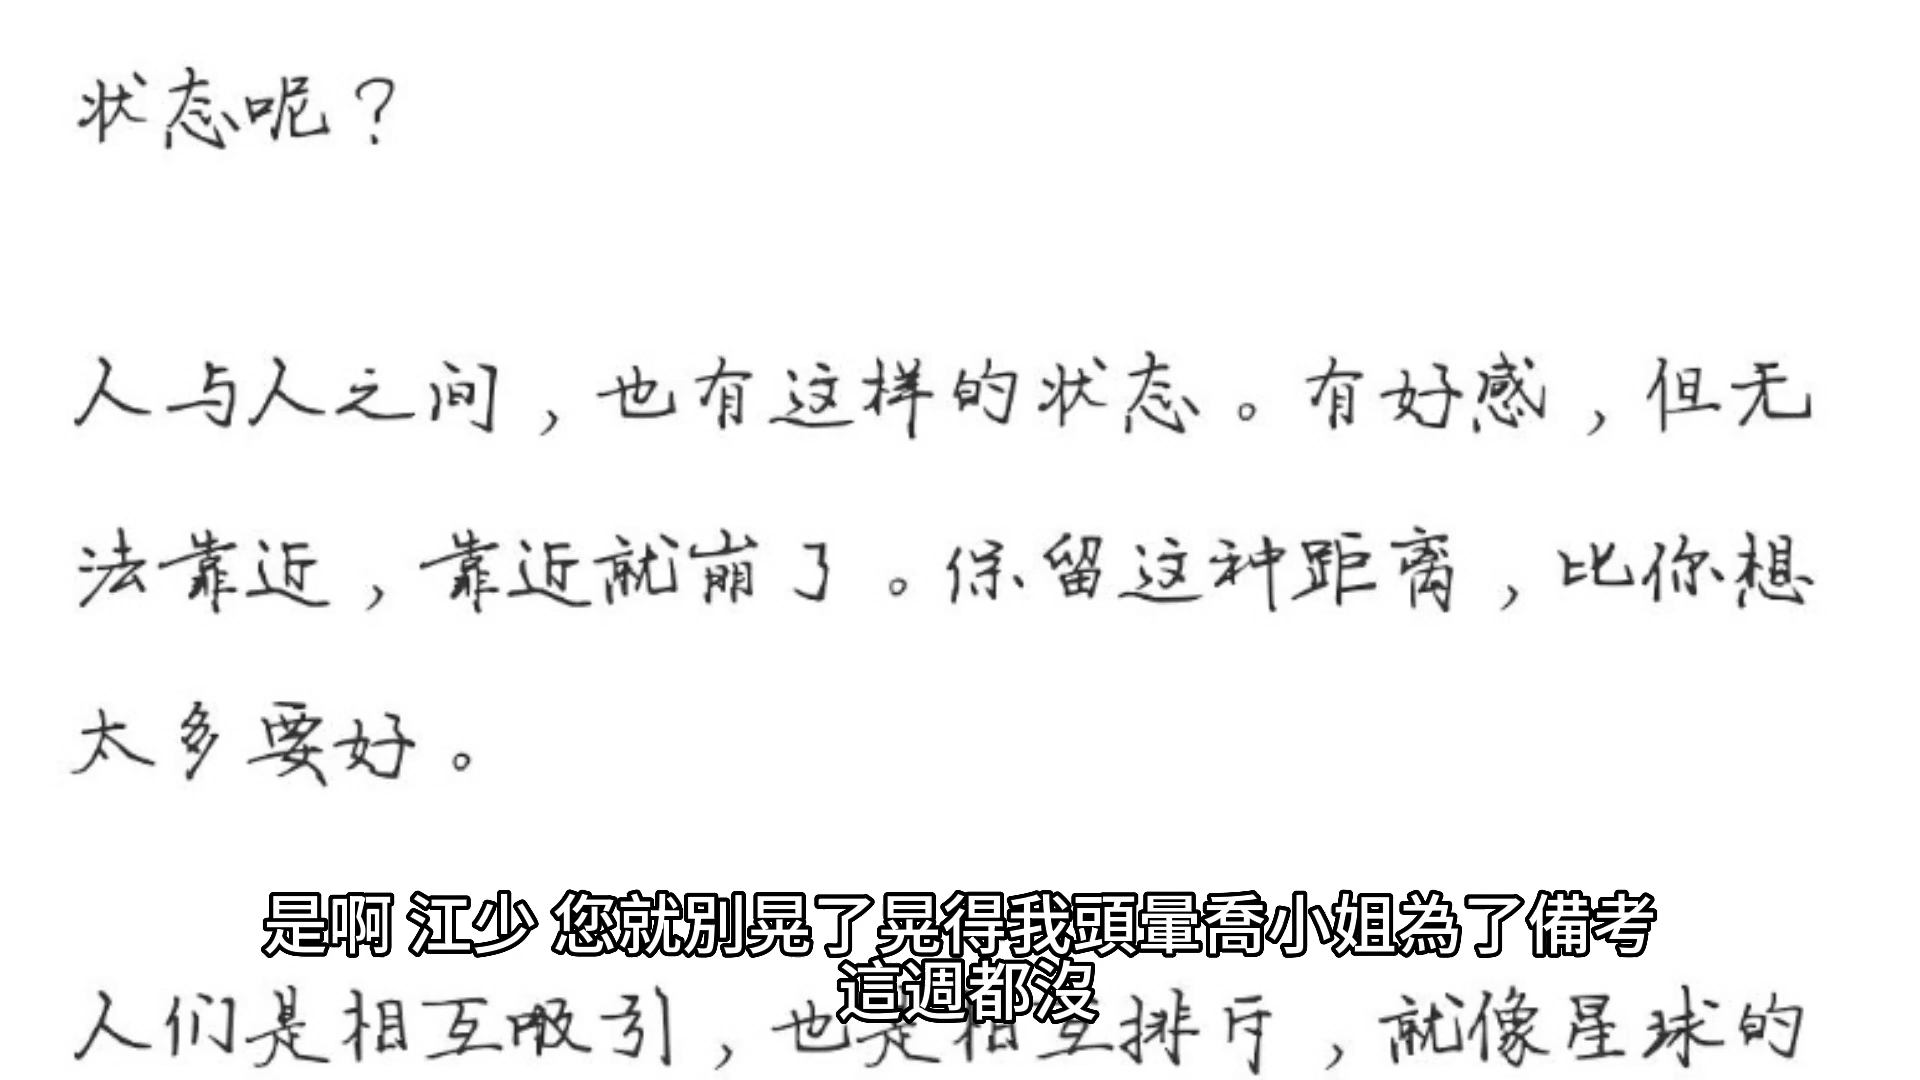 状态呢？
人与人之间，也有这样的状态。有好感，但无
法靠近，靠近就崩了。保留这种距离，比你想
太多要好。
是啊 江少 您就別晃了晃得我頭暈喬小姐為了備考
這週都沒
人们是相互吸引，也是相互排斥，就像星球的